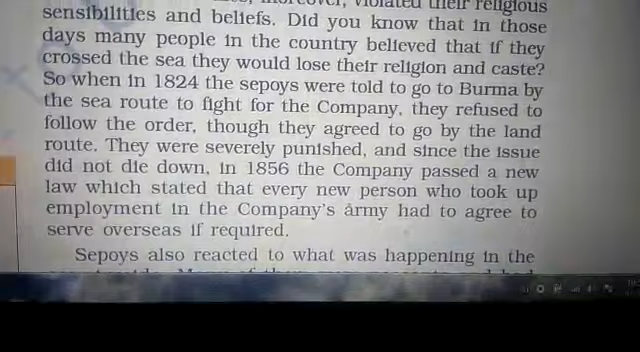 violated their religious
sensibilities and beliefs. Did you know that in those
days many people in the country believed that if they
crossed the sea they would lose their religion and caste?
So when in 1824 the sepoys were told to go to Burma by
the sea route to fight for the Company, they refused to
follow the order, though they agreed to go by the land
route. They were severely punished, and since the issue
did not die down, in 1856 the Company passed a new
law which stated that every new person who took up
employment in the Company's army had to agree to
serve overseas if required.
Sepoys also reacted to what was happening in the